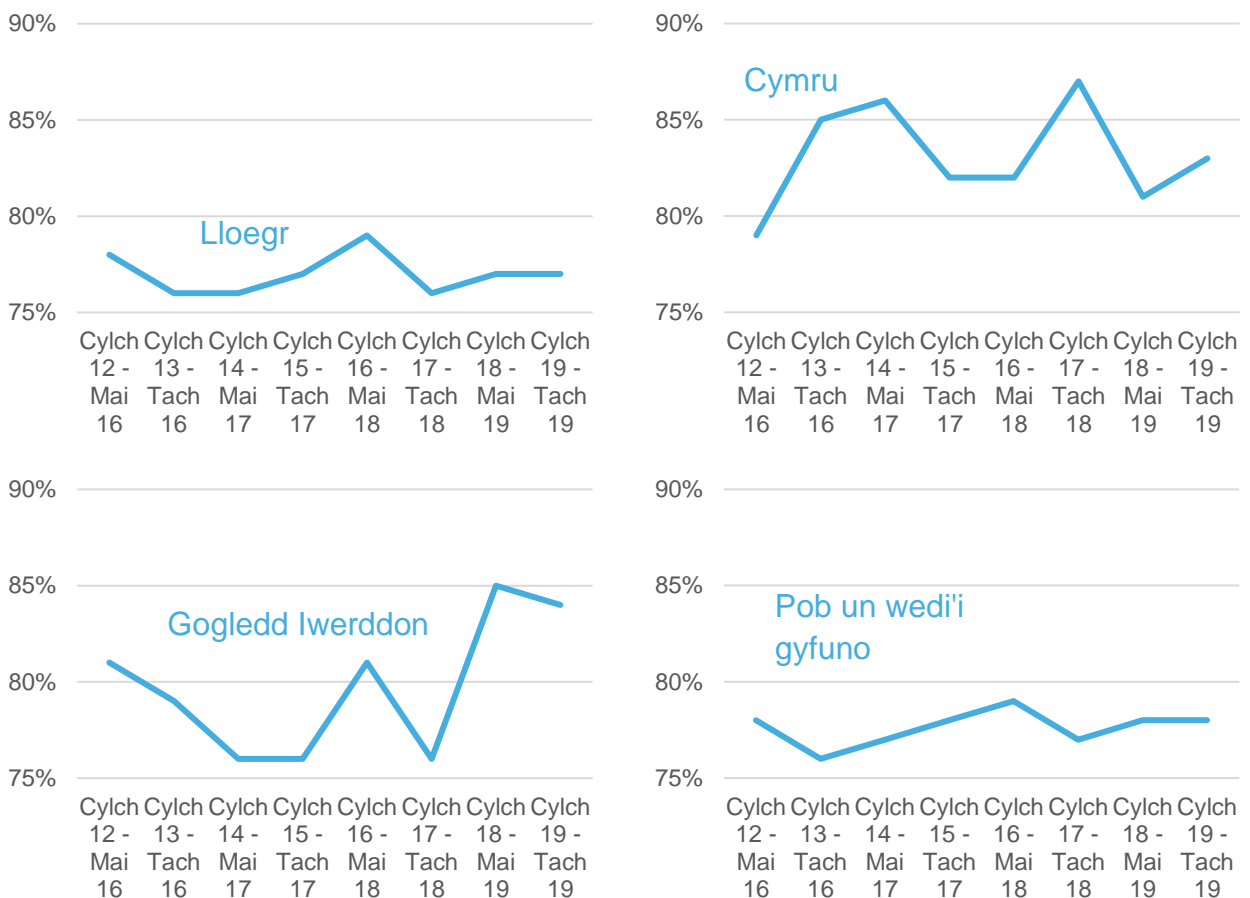 90%
85%
80%
75%
Lloegr
Cylch Cylch Cylch Cylch Cylch Cylch Cylch Cylch
12 - 13 - 14 - 15 - 16 - 17 - 18 - 19 -
Mai Tach Mai Tach Mai Tach Mai Tach
16 16 17 17 18 18 19 19
90%
85%
80%
75%
Cymru
Cylch Cylch Cylch Cylch Cylch Cylch Cylch Cylch
12 - 13 - 14 - 15 - 16 - 17 - 18 - 19 -
Mai Tach Mai Tach Mai Tach Mai Tach
16 16 17 17 18 18 19 19
90%
85%
80%
75%
Gogledd Iwerddon
Cylch Cylch Cylch Cylch Cylch Cylch Cylch Cylch
12 - 13 - 14 - 15 - 16 - 17 - 18 - 19 -
Mai Tach Mai Tach Mai Tach Mai Tach
16 16 17 17 18 18 19 19
90%
85%
80%
75%
Pob un wedi'i
gyfuno
Cylch Cylch Cylch Cylch Cylch Cylch Cylch Cylch
12 - 13 - 14 - 15 - 16 - 17 - 18 - 19 -
Mai Tach Mai Tach Mai Tach Mai Tach
16 16 17 17 18 18 19 19